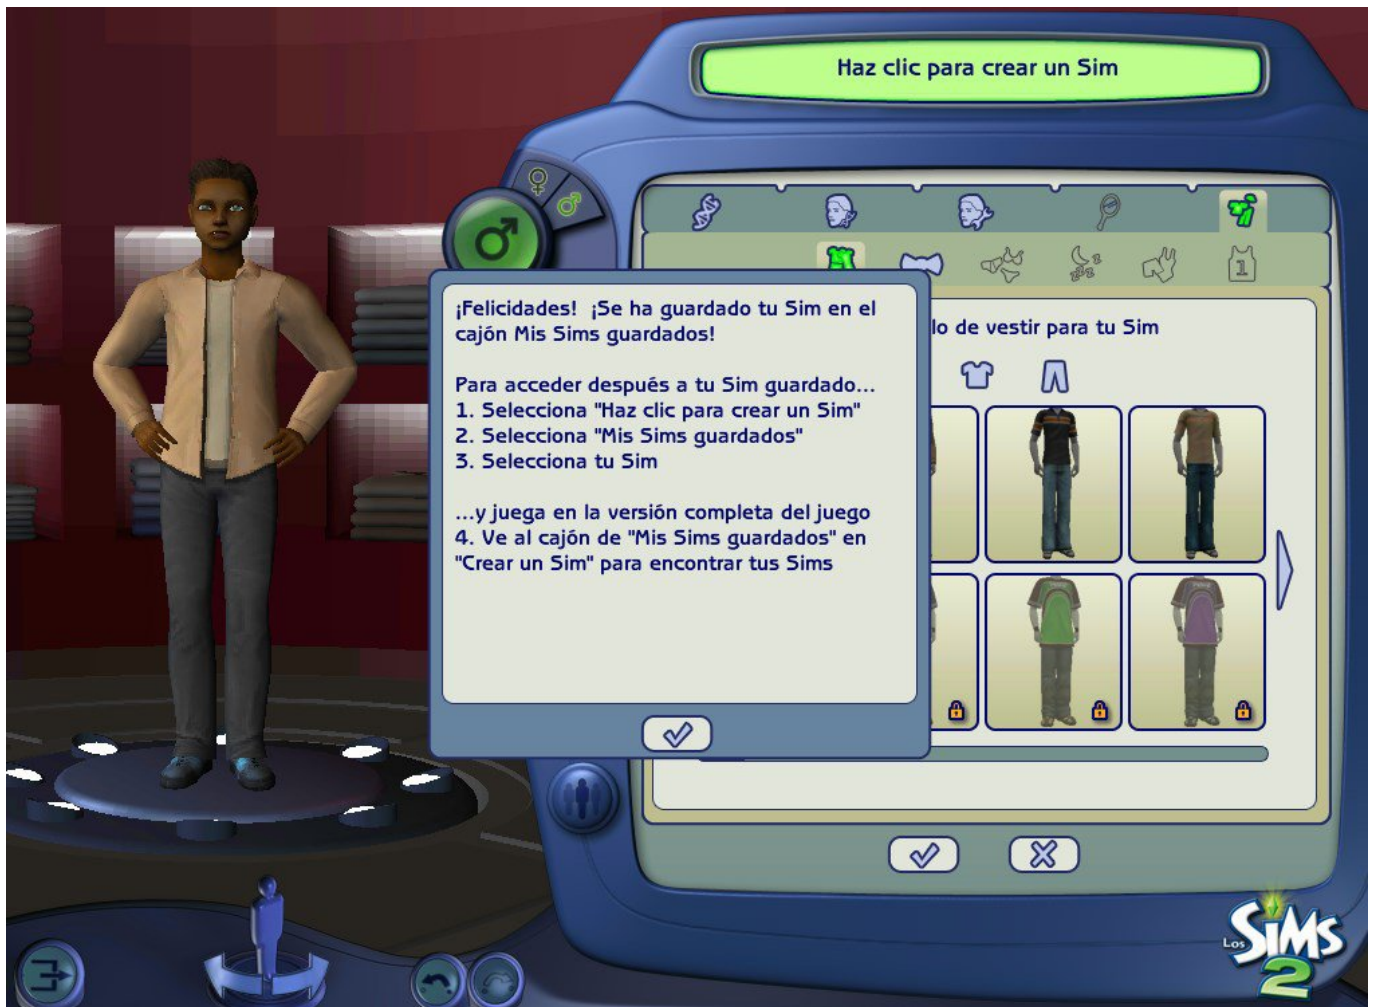 Haz clic para crear un Sim
¡Felicidades! ¡Se ha guardado tu Sim en el
cajón Mis Sims guardados!
Para acceder después a tu Sim guardado...
1. Selecciona "Haz clic para crear un Sim"
2. Selecciona "Mis Sims guardados"
3. Selecciona tu Sim
...y juega en la versión completa del juego
4. Ve al cajón de "Mis Sims guardados" en
"Crear un Sim" para encontrar tus Sims
de vestir para tu Sim
1
Los
SiMS
2